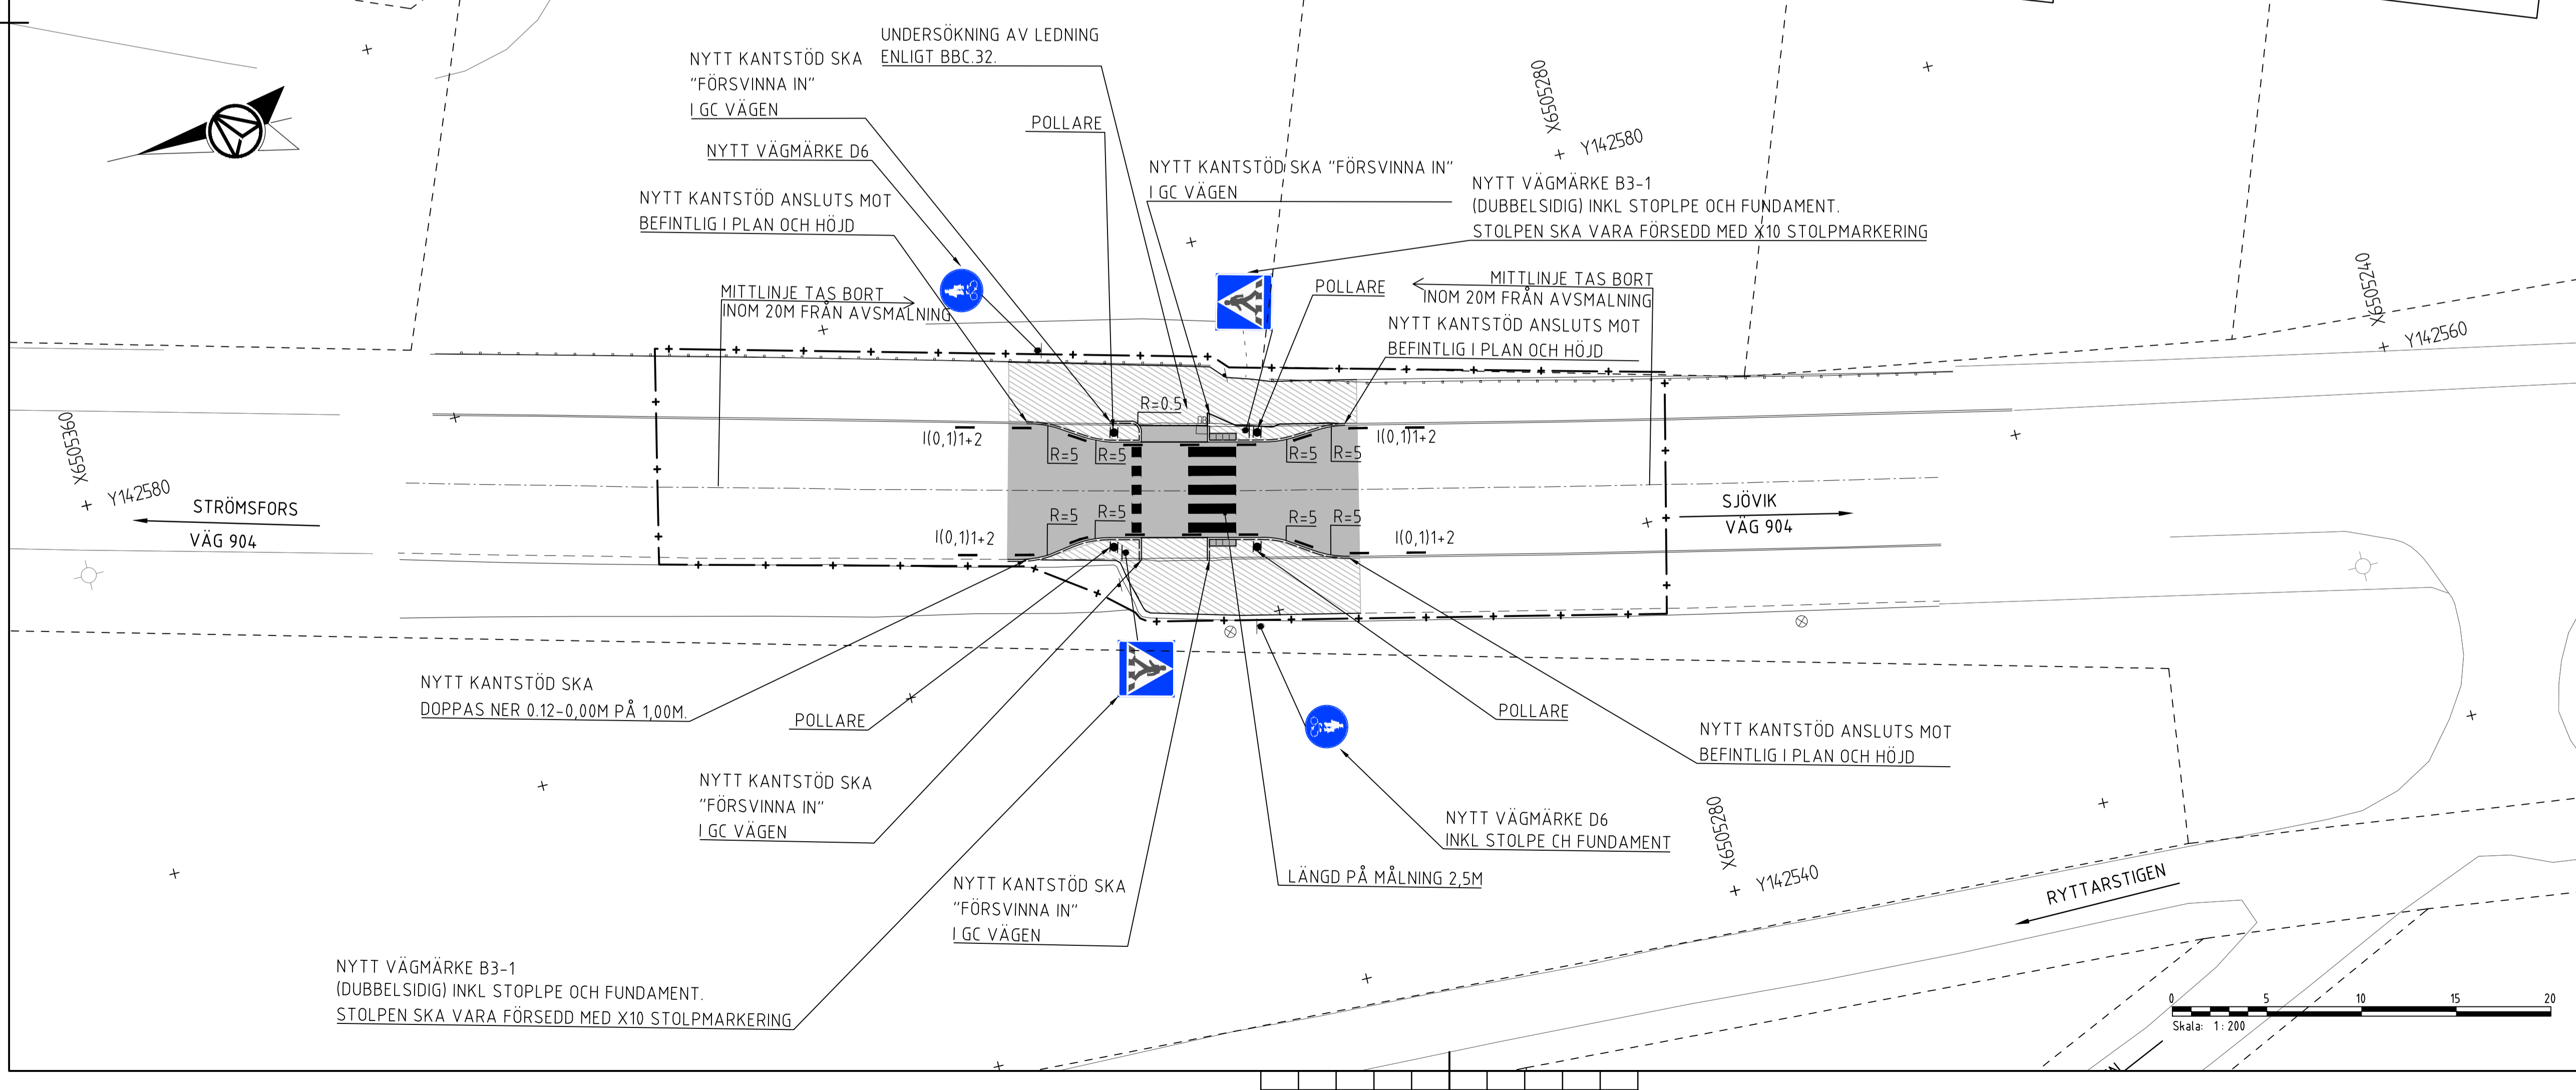 UNDERSÖKNING AV LEDNING
ENLIGT BBC.32.
NYTT KANTSTÖD SKA
"FÖRSVINNA IN"
I GC VÄGEN
POLLARE
NYTT VÄGMÄRKE D6
NYTT KANTSTÖD ANSLUTS MOT
BEFINTLIG I PLAN OCH HÖJD
NYTT KANTSTÖD SKA "FÖRSVINNA IN"
I GC VÄGEN
X6505280
Y142580
NYTT VÄGMÄRKE B3-1
(DUBBELSIDIG) INKL STOPLPE OCH FUNDAMENT.
STOLPEN SKA VARA FÖRSEDD MED X10 STOLPMARKERING
MITTLINJE TAS BORT
INOM 20M FRÅN AVSMALNING
POLLARE
MITTLINJE TAS BORT
INOM 20M FRÅN AVSMALNING
NYTT KANTSTÖD ANSLUTS MOT
BEFINTLIG I PLAN OCH HÖJD
X6505240
Y142560
R=0.5
I(0,1)1+2
I(0,1)1+2
R=5
R=5
R=5
R=5
X6505360
Y142580
STRÖMSFORS
VÄG 904
SJÖVIK
VÄG 904
R=5
R=5
R=5
R=5
I(0,1)1+2
I(0,1)1+2
NYTT KANTSTÖD SKA
DOPPAS NER 0.12-0,00M PÅ 1,00M.
POLLARE
POLLARE
NYTT KANTSTÖD ANSLUTS MOT
BEFINTLIG I PLAN OCH HÖJD
NYTT KANTSTÖD SKA
"FÖRSVINNA IN"
I GC VÄGEN
NYTT VÄGMÄRKE D6
INKL STOLPE CH FUNDAMENT
X6505280
Y142540
LÄNGD PÅ MÅLNING 2,5M
NYTT KANTSTÖD SKA
"FÖRSVINNA IN"
I GC VÄGEN
RYTTARSTIGEN
NYTT VÄGMÄRKE B3-1
(DUBBELSIDIG) INKL STOPLPE OCH FUNDAMENT.
STOLPEN SKA VARA FÖRSEDD MED X10 STOLPMARKERING
0 5 10 15 20
Skala: 1:200